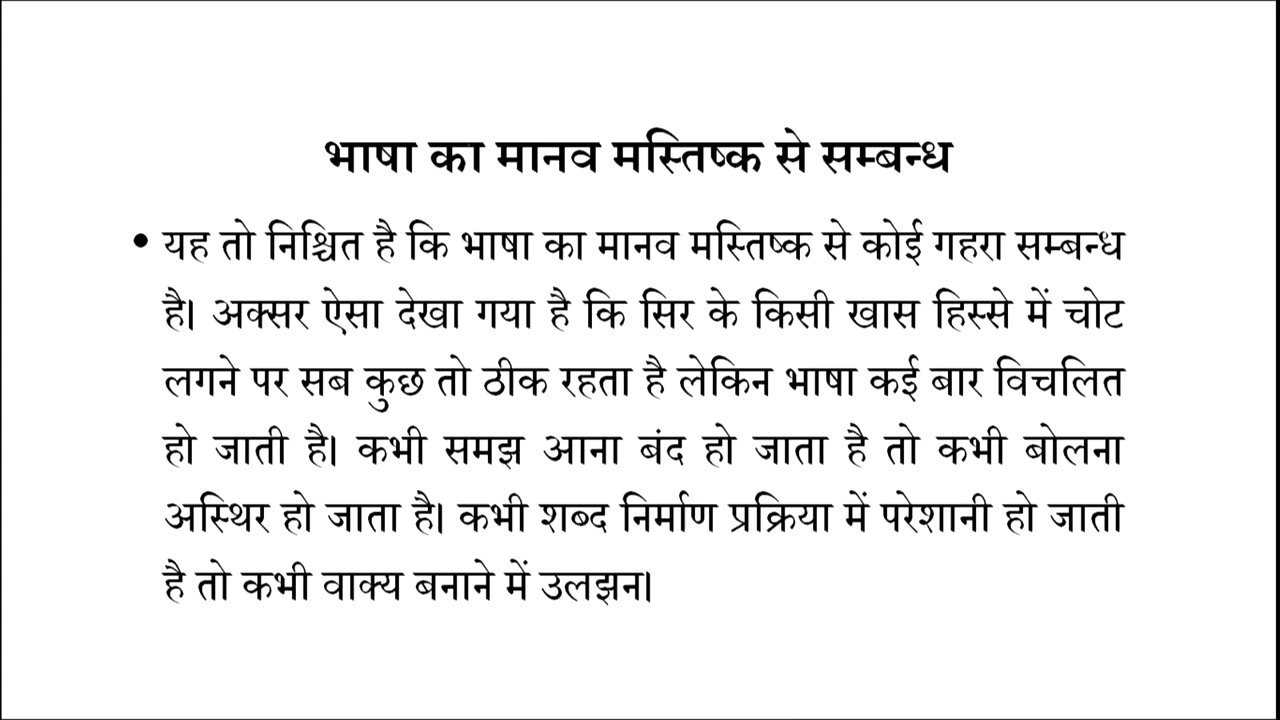 भाषा का मानव मस्तिष्क से सम्बन्ध
• यह तो निश्चित है कि भाषा का मानव मस्तिष्क से कोई गहरा सम्बन्ध
है। अक्सर ऐसा देखा गया है कि सिर के किसी खास हिस्से में चोट
लगने पर सब कुछ तो ठीक रहता है लेकिन भाषा कई बार विचलित
हो जाती है। कभी समझ आना बंद हो जाता है तो कभी बोलना
अस्थिर हो जाता है। कभी शब्द निर्माण प्रक्रिया में परेशानी हो जाती
है तो कभी वाक्य बनाने में उलझन।